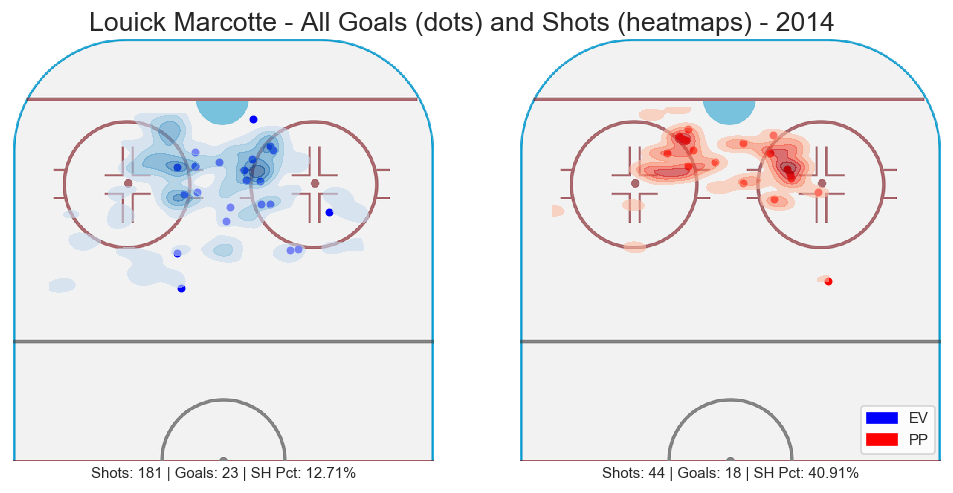 Louick Marcotte - All Goals (dots) and Shots (heatmaps) - 2014
EV
PP
Shots: 181 | Goals: 23 | SH Pct: 12.71%
Shots: 44 | Goals: 18 | SH Pct: 40.91%